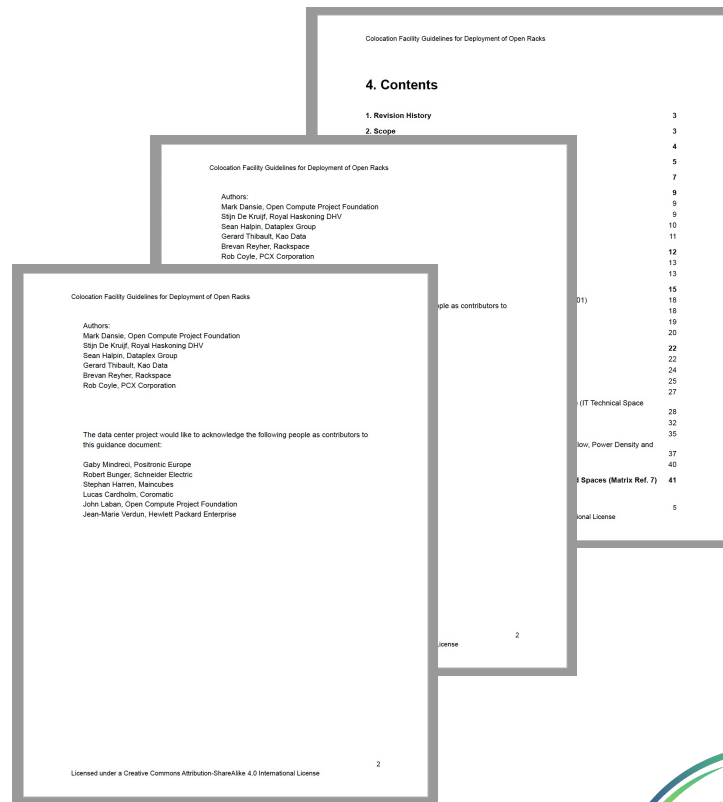 Colocation Facility Guidelines for Deployment of Open Racks
4. Contents
1. Revision History 3
2. Scope 3
4
5
7
9
9
9
10
11
12
13
13
15
01) 18
18
19
20
22
22
24
25
27
(IT Technical Space
28
32
35
low, Power Density and
37
40
d Spaces (Matrix Ref. 7) 41
5
ional License
Colocation Facility Guidelines for Deployment of Open Racks
Authors:
Mark Dansie, Open Compute Project Foundation
Stijn De Kruijf, Royal Haskoning DHV
Sean Halpin, Dataplex Group
Gerard Thibault, Kao Data
Brevan Reyher, Rackspace
Rob Coyle, PCX Corporation
ople as contributors to
2
License
Colocation Facility Guidelines for Deployment of Open Racks
Authors:
Mark Dansie, Open Compute Project Foundation
Stijn De Kruijf, Royal Haskoning DHV
Sean Halpin, Dataplex Group
Gerard Thibault, Kao Data
Brevan Reyher, Rackspace
Rob Coyle, PCX Corporation
The data center project would like to acknowledge the following people as contributors to
this guidance document:
Gaby Mindreci, Positronic Europe
Robert Bunger, Schneider Electric
Stephan Harren, Maincubes
Lucas Cardholm, Coromatic
John Laban, Open Compute Project Foundation
Jean-Marie Verdun, Hewlett Packard Enterprise
2
Licensed under a Creative Commons Attribution-ShareAlike 4.0 International License